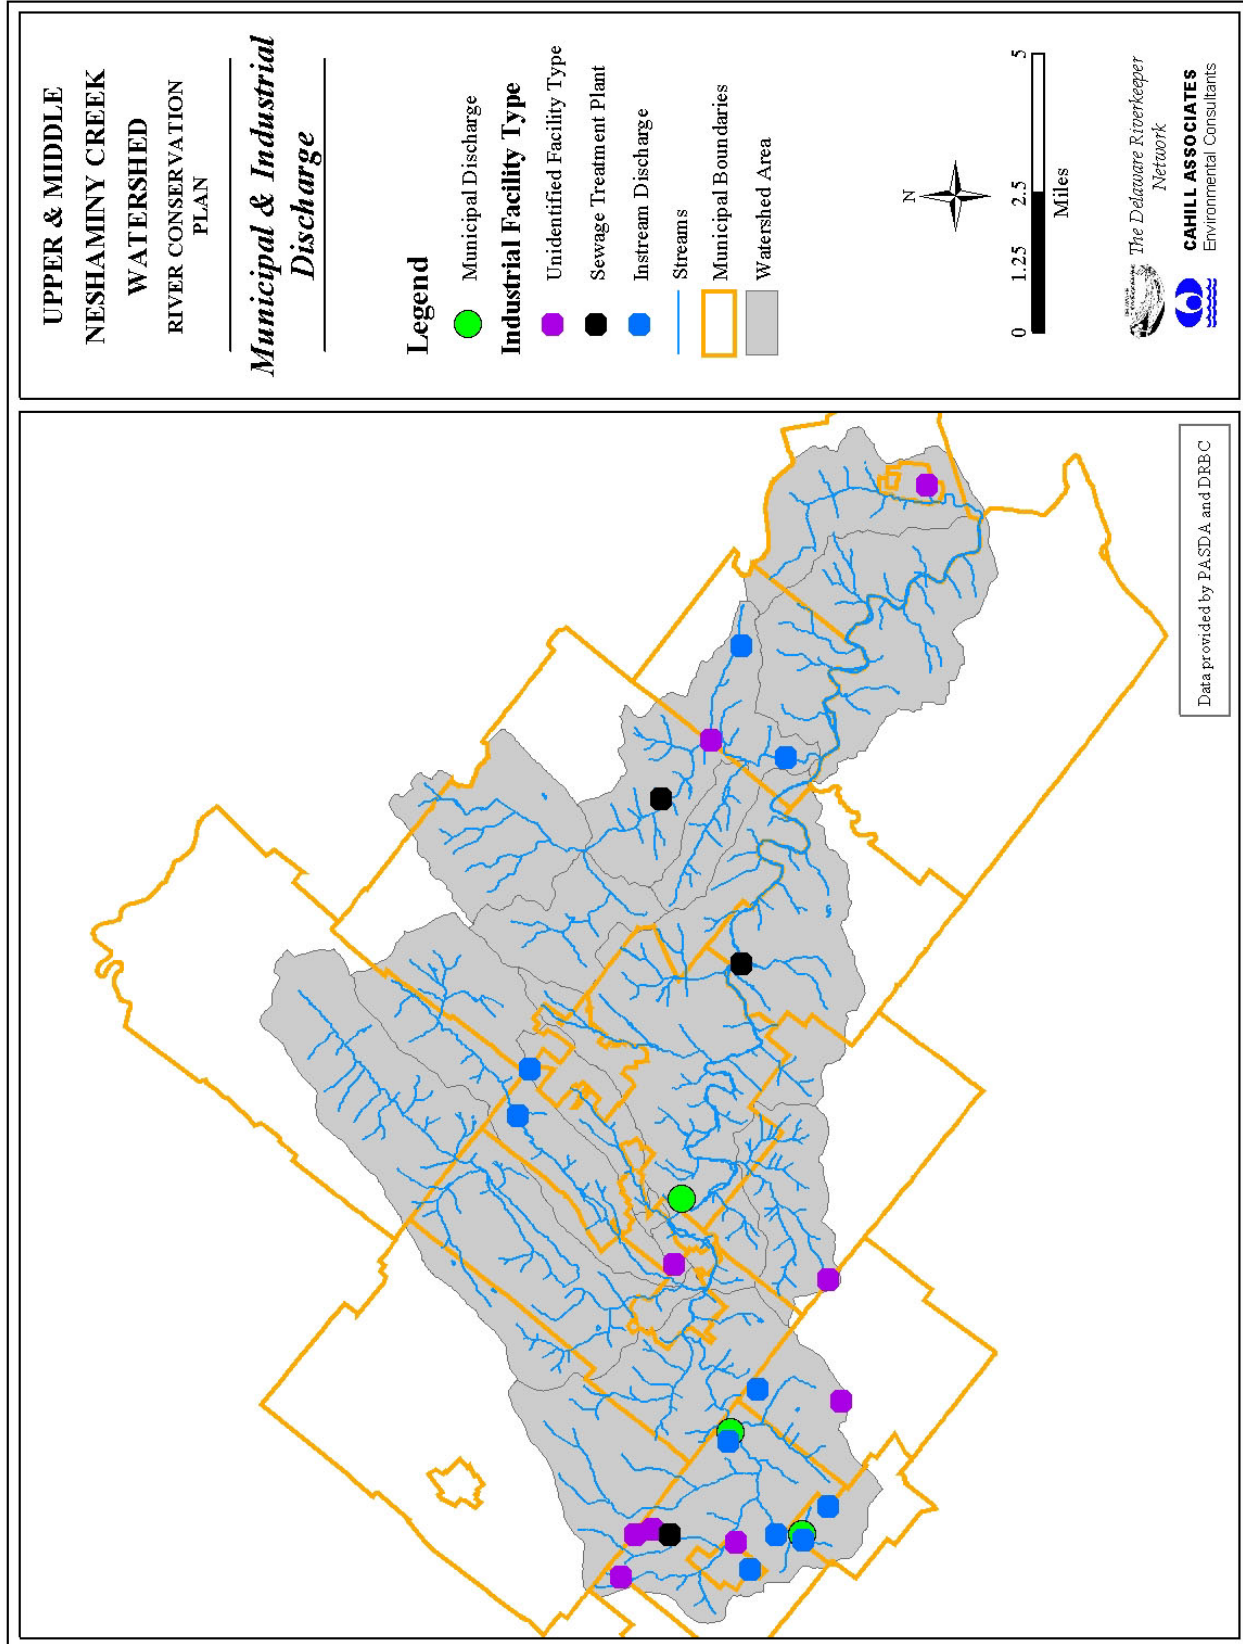 UPPER & MIDDLE
NESHAMINY CREEK
WATERSHED
RIVER CONSERVATION
PLAN
Municipal & Industrial
Discharge
Legend
Municipal Discharge
Industrial Facility Type
Unidentified Facility Type
Sewage Treatment Plant
Instream Discharge
Streams
Municipal Boundaries
Watershed Area
N
0 1.25 2.5 5
Miles
The Delaware Riverkeeper
Network
CAHILL ASSOCIATES
Environmental Consultants
Data provided by PASDA and DRBC